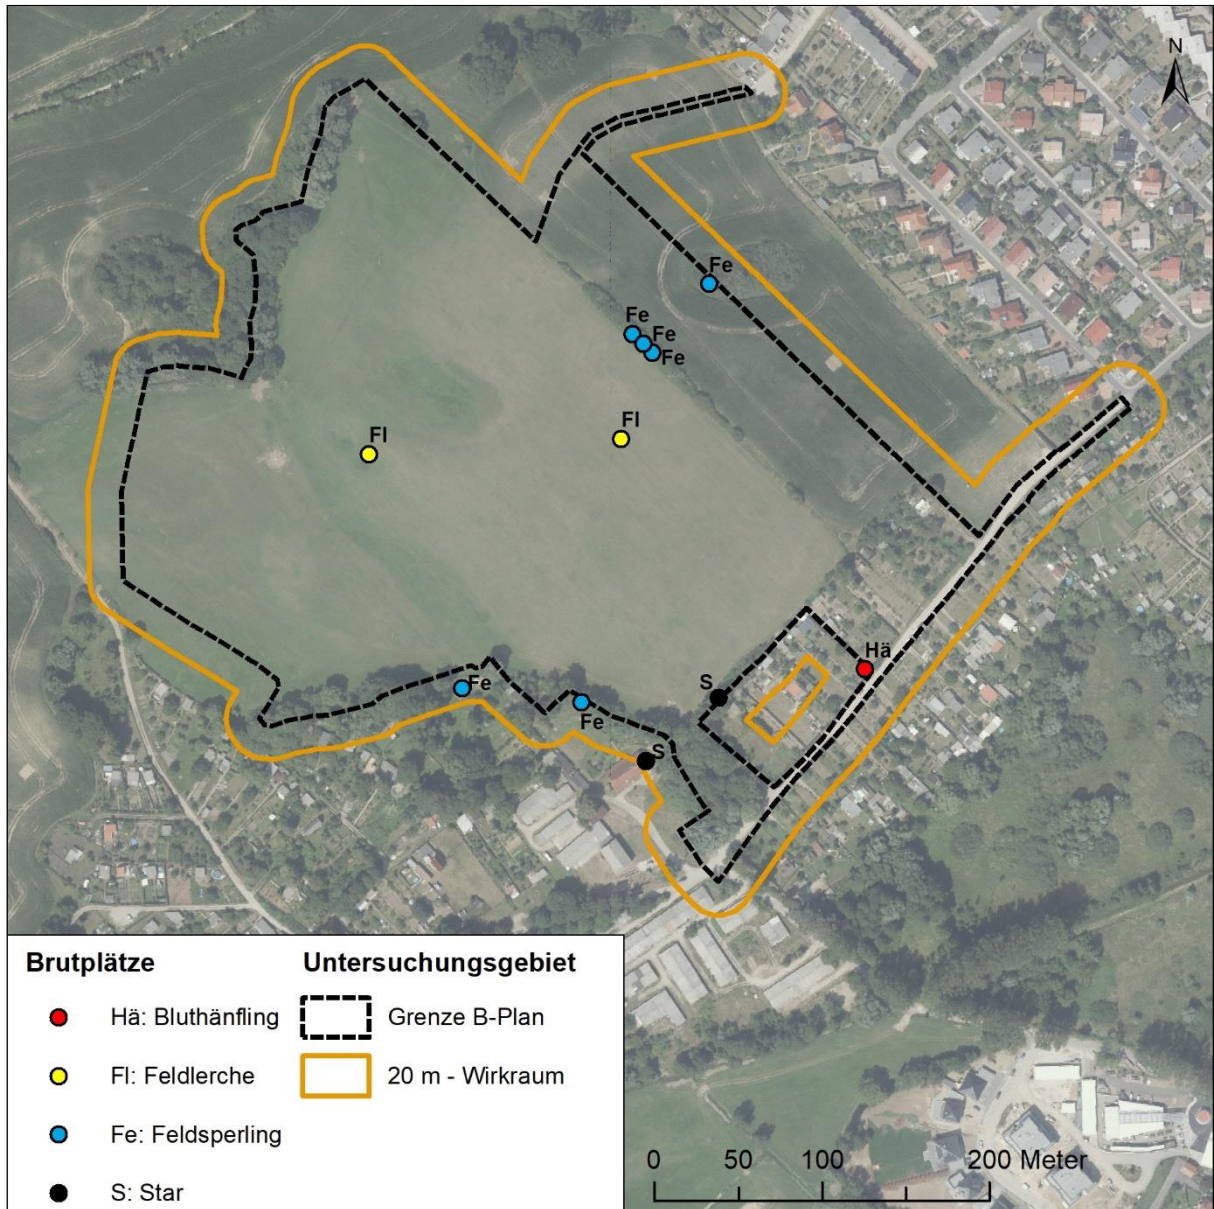 N
Fe
Fe
Fe
Fe
Fl
Fl
Hä
S
Fe
Fe
S
Brutplätze
Hä: Bluthänfling
Fl: Feldlerche
Fe: Feldsperling
S: Star
Untersuchungsgebiet
Grenze B-Plan
20 m - Wirkraum
0 50 100 200 Meter